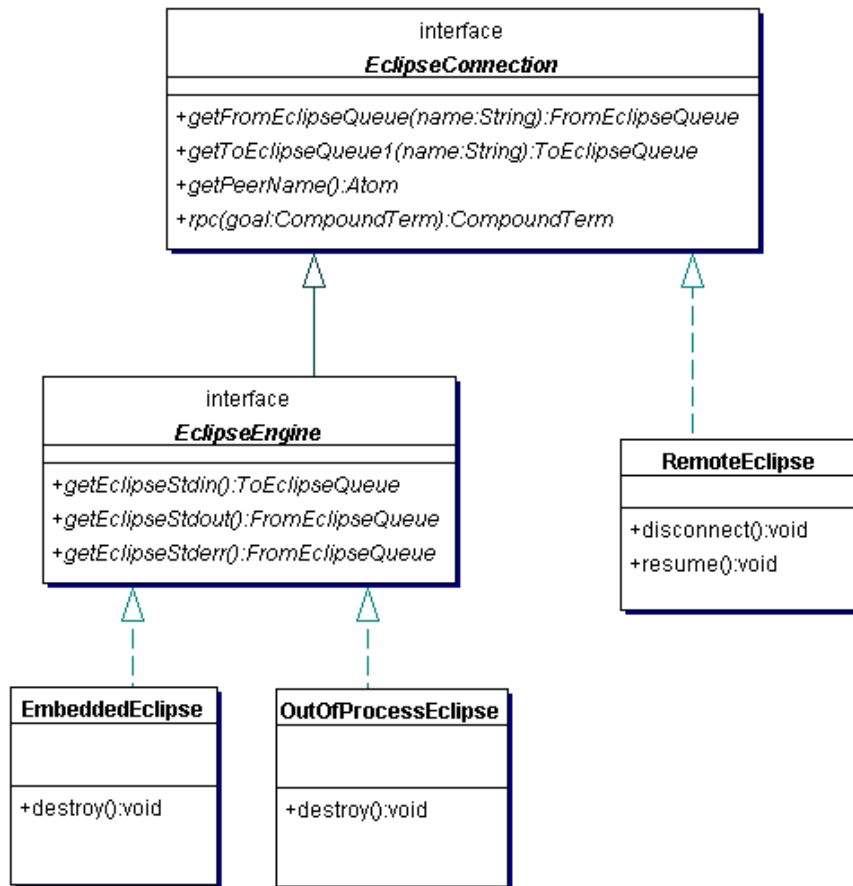 interface
EclipseConnection
+getFromEclipseQueue(name:String):FromEclipseQueue
+getToEclipseQueue1(name:String):ToEclipseQueue
+getPeerName():Atom
+rpc(goal:CompoundTerm):CompoundTerm
interface
EclipseEngine
+getEclipseStdin():ToEclipseQueue
+getEclipseStdout():FromEclipseQueue
+getEclipseStderr():FromEclipseQueue
RemoteEclipse
+disconnect():void
+resume():void
EmbeddedEclipse
+destroy():void
OutOfProcessEclipse
+destroy():void